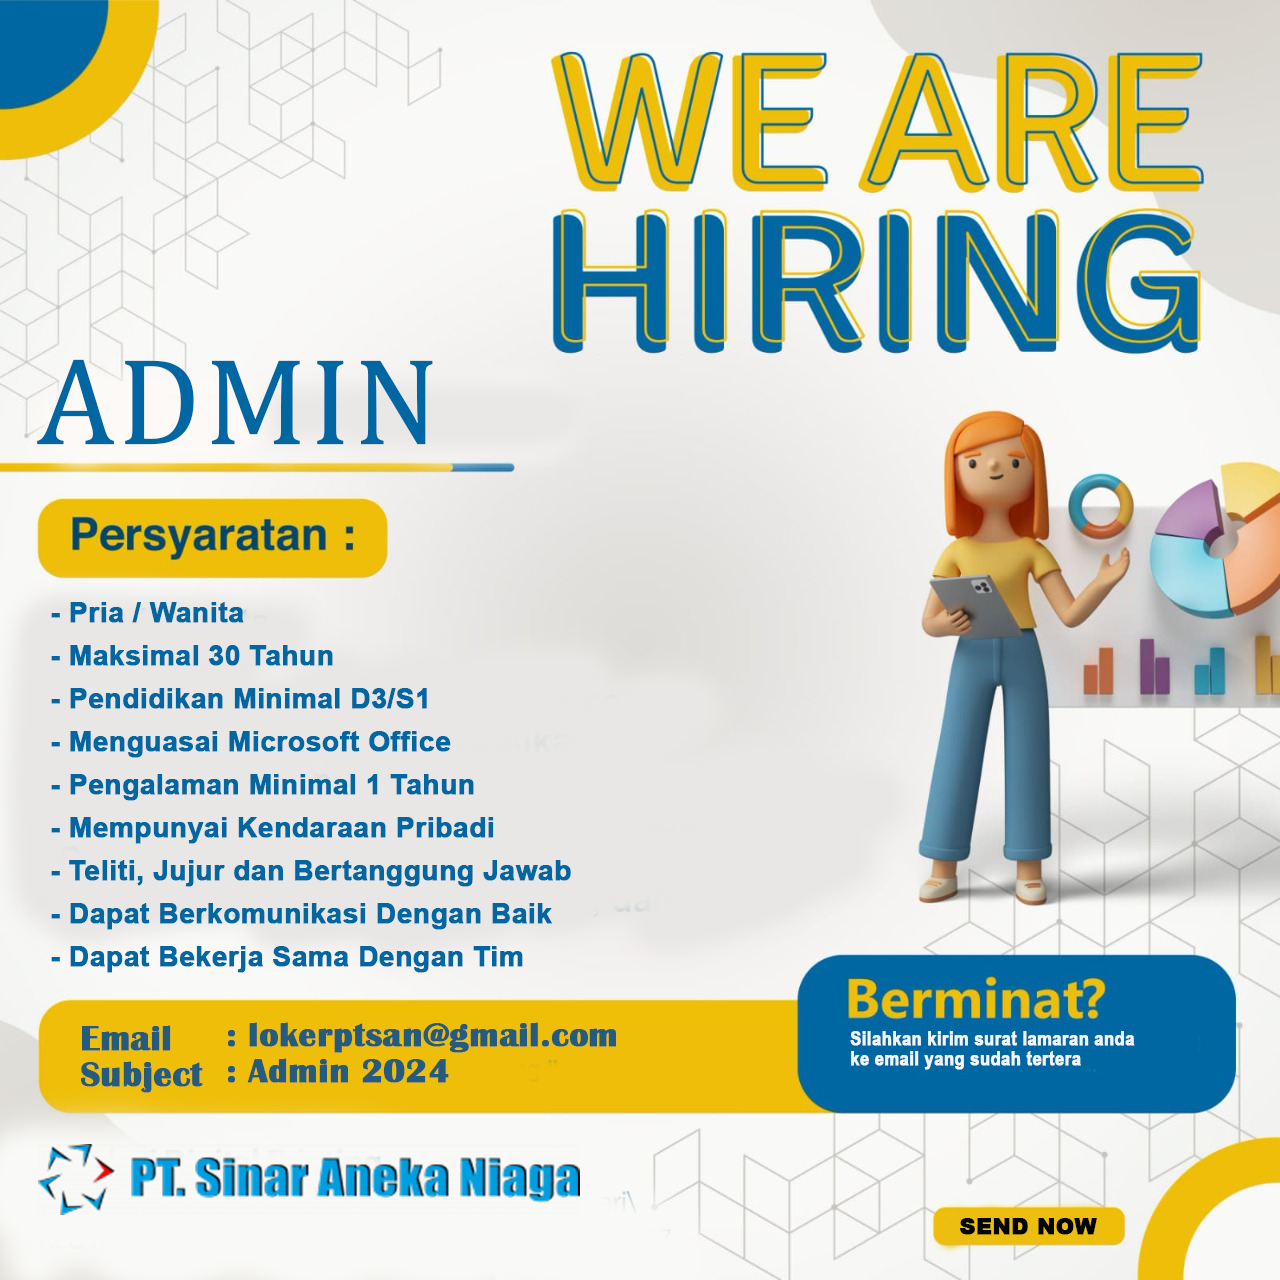 WE ARE
HIRING
ADMIN
Persyaratan :
- Pria / Wanita
- Maksimal 30 Tahun
- Pendidikan Minimal D3/S1
- Menguasai Microsoft Office
- Pengalaman Minimal 1 Tahun
- Mempunyai Kendaraan Pribadi
- Teliti, Jujur dan Bertanggung Jawab
- Dapat Berkomunikasi Dengan Baik
- Dapat Bekerja Sama Dengan Tim
Email : lokerptsan@gmail.com
Subject : Admin 2024
Berminat?
Silahkan kirim surat lamaran anda
ke email yang sudah tertera
PT. Sinar Aneka Niaga
SEND NOW